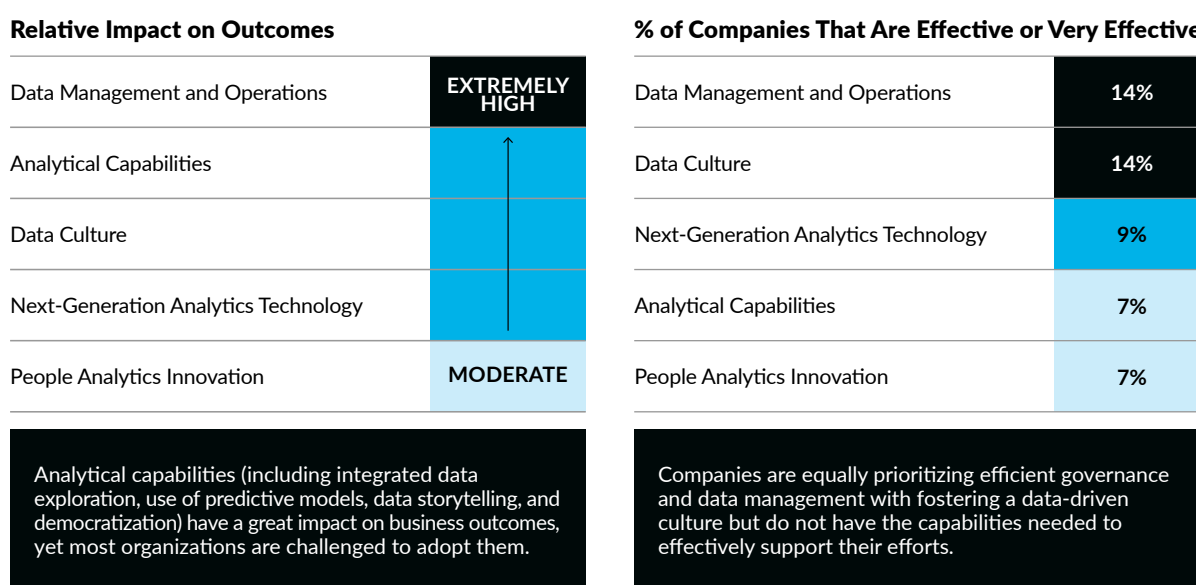 Relative Impact on Outcomes
Data Management and Operations
EXTREMELY
HIGH
Analytical Capabilities
Data Culture
Next-Generation Analytics Technology
People Analytics Innovation
MODERATE
Analytical capabilities (including integrated data
exploration, use of predictive models, data storytelling, and
democratization) have a great impact on business outcomes,
yet most organizations are challenged to adopt them.
% of Companies That Are Effective or Very Effective
Data Management and Operations
14%
Data Culture
14%
Next-Generation Analytics Technology
9%
Analytical Capabilities
7%
People Analytics Innovation
7%
Companies are equally prioritizing efficient governance
and data management with fostering a data-driven
culture but do not have the capabilities needed to
effectively support their efforts.